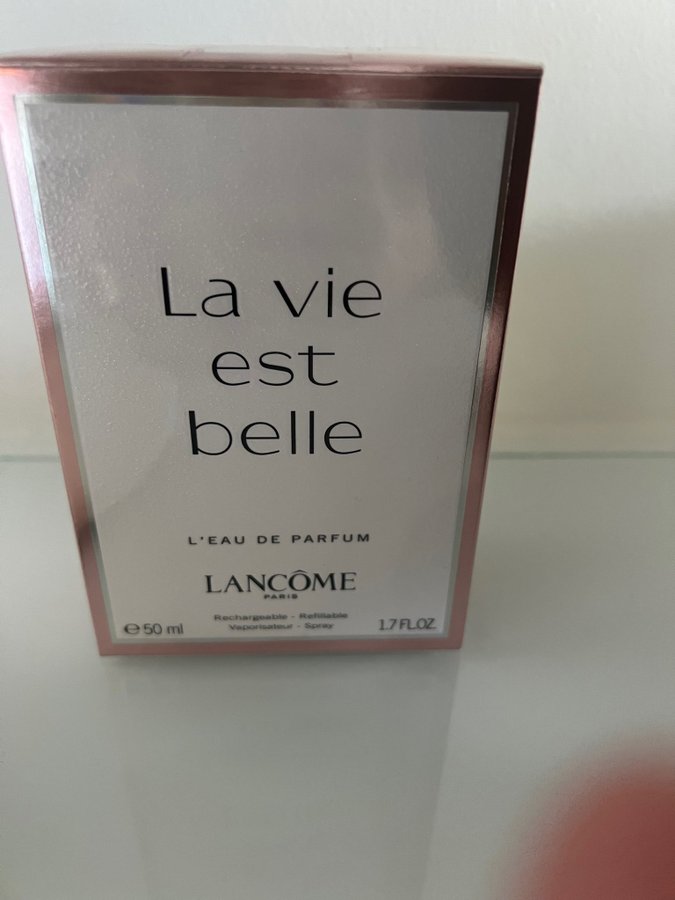 La vie
est
belle
L'EAU DE PARFUM
LANCÔME
PARIS
Rechargeable - Refillable
Vaporisateur - Spray
℮ 50 ml
1.7 FL.OZ.